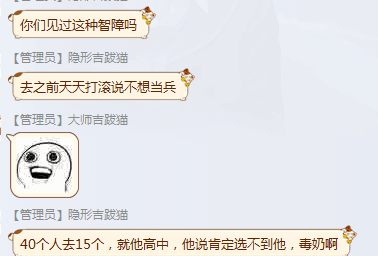 你们见过这种智障吗
【管理员】隐形吉跋猫
去之前天天打滚说不想当兵
【管理员】大师吉跋猫
【管理员】隐形吉跋猫
40个人去15个，就他高中，他说肯定选不到他，毒奶啊